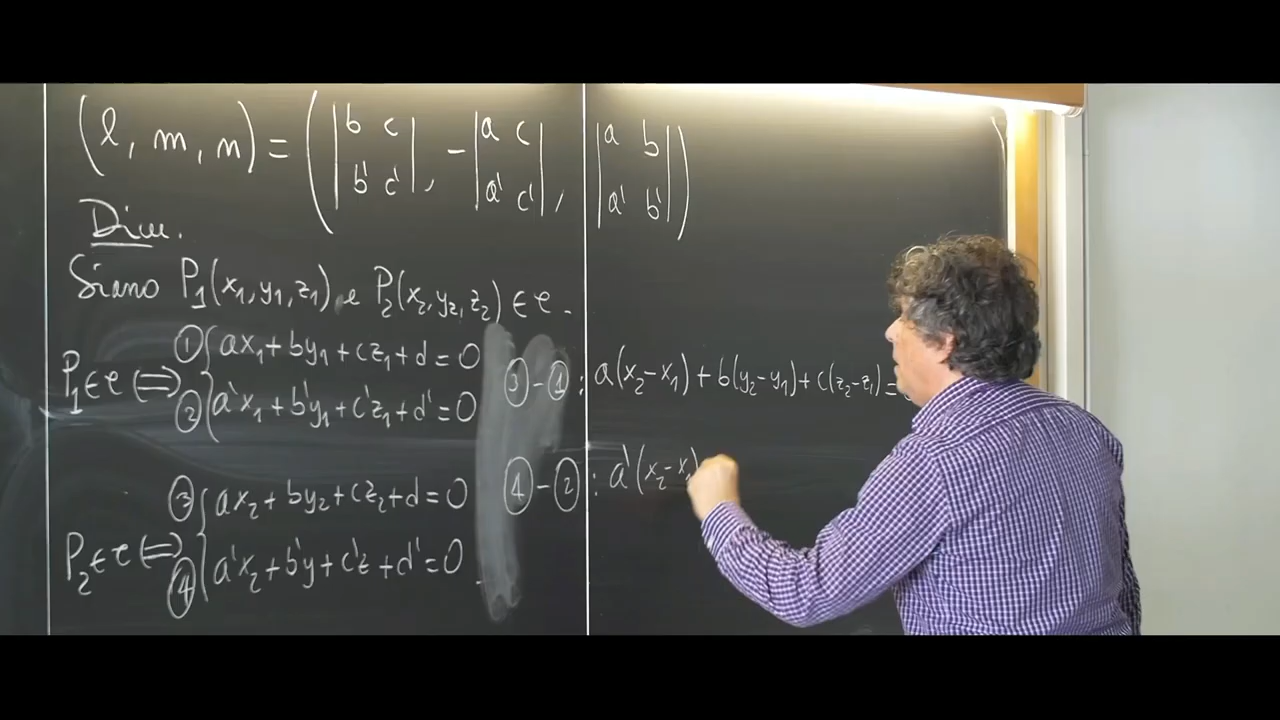 (l, m, n) = ( |b c; b' c'|, -|a c; a' c'|, |a b; a' b'| )
Dim.
Siano P₁(x₁, y₁, z₁) e P₂(x₂, y₂, z₂) ∈ r.
P₁ ∈ r ⟺ { ① ax₁ + by₁ + cz₁ + d = 0
② a'x₁ + b'y₁ + c'z₁ + d' = 0
P₂ ∈ r ⟺ { ③ ax₂ + by₂ + cz₂ + d = 0
④ a'x₂ + b'y + c'z + d' = 0
③ - ① : a(x₂ - x₁) + b(y₂ - y₁) + c(z₂ - z₁) =
④ - ② : a'(x₂ - x₁)